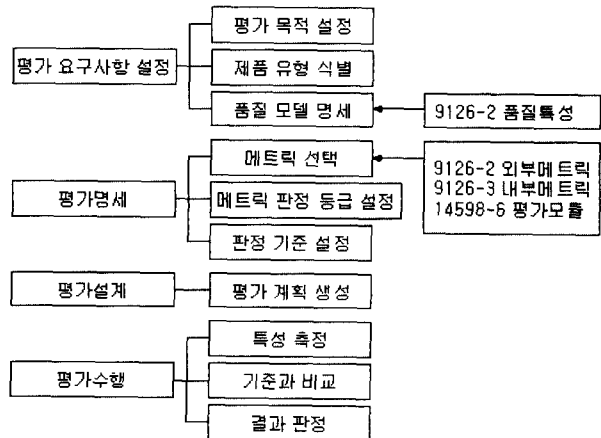 평가 목적 설정
평가 요구사항 설정
제품 유형 식별
품질 모델 명세
9126-2 품질특성
메트릭 선택
9126-2 외부메트릭
9126-3 내부메트릭
14598-6 평가모듈
평가명세
메트릭 판정 등급 설정
판정 기준 설정
평가설계
평가 계획 생성
특성 측정
평가수행
기준과 비교
결과 판정